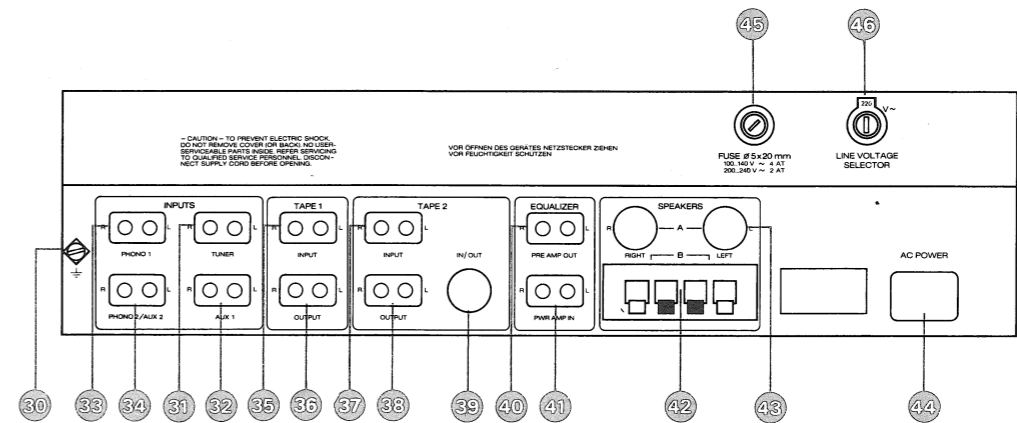 45 46
220 V~
– CAUTION – TO PREVENT ELECTRIC SHOCK,
DO NOT REMOVE COVER (OR BACK). NO USER-
SERVICEABLE PARTS INSIDE. REFER SERVICING
TO QUALIFIED SERVICE PERSONNEL. DISCON-
NECT SUPPLY CORD BEFORE OPENING.
VOR ÖFFNEN DES GERÄTES NETZSTECKER ZIEHEN
VOR FEUCHTIGKEIT SCHÜTZEN
FUSE Ø 5x20 mm
100..140 V ~ 4 AT
200..240 V ~ 2 AT
LINE VOLTAGE
SELECTOR
INPUTS TAPE 1 TAPE 2 EQUALIZER SPEAKERS
R L R L R L R L R L R A L
PHONO 1 TUNER INPUT INPUT IN/OUT PRE AMP OUT RIGHT B LEFT AC POWER
R L R L R L R L R L
PHONO 2/AUX 2 AUX 1 OUTPUT OUTPUT PWR AMP IN
30 33 34 31 32 35 36 37 38 39 40 41 42 43 44